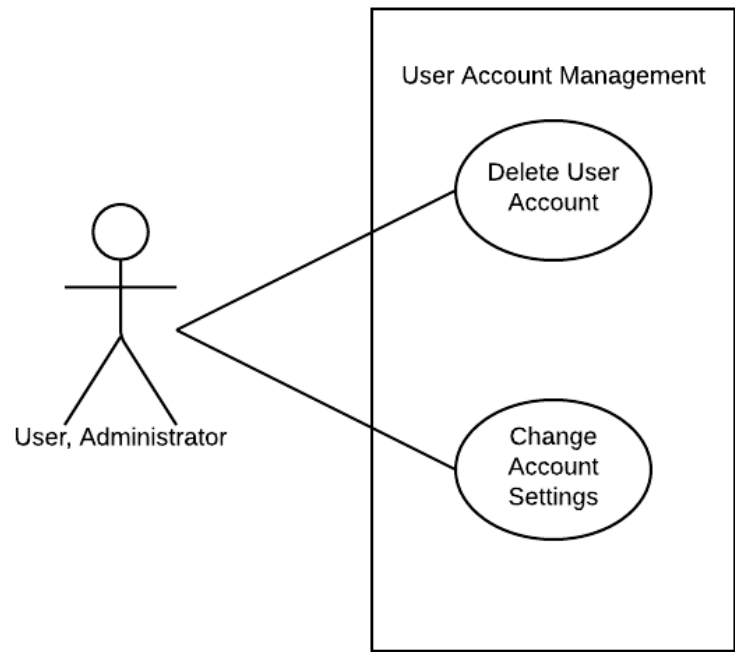 User Account Management
Delete User
Account
User, Administrator
Change
Account
Settings